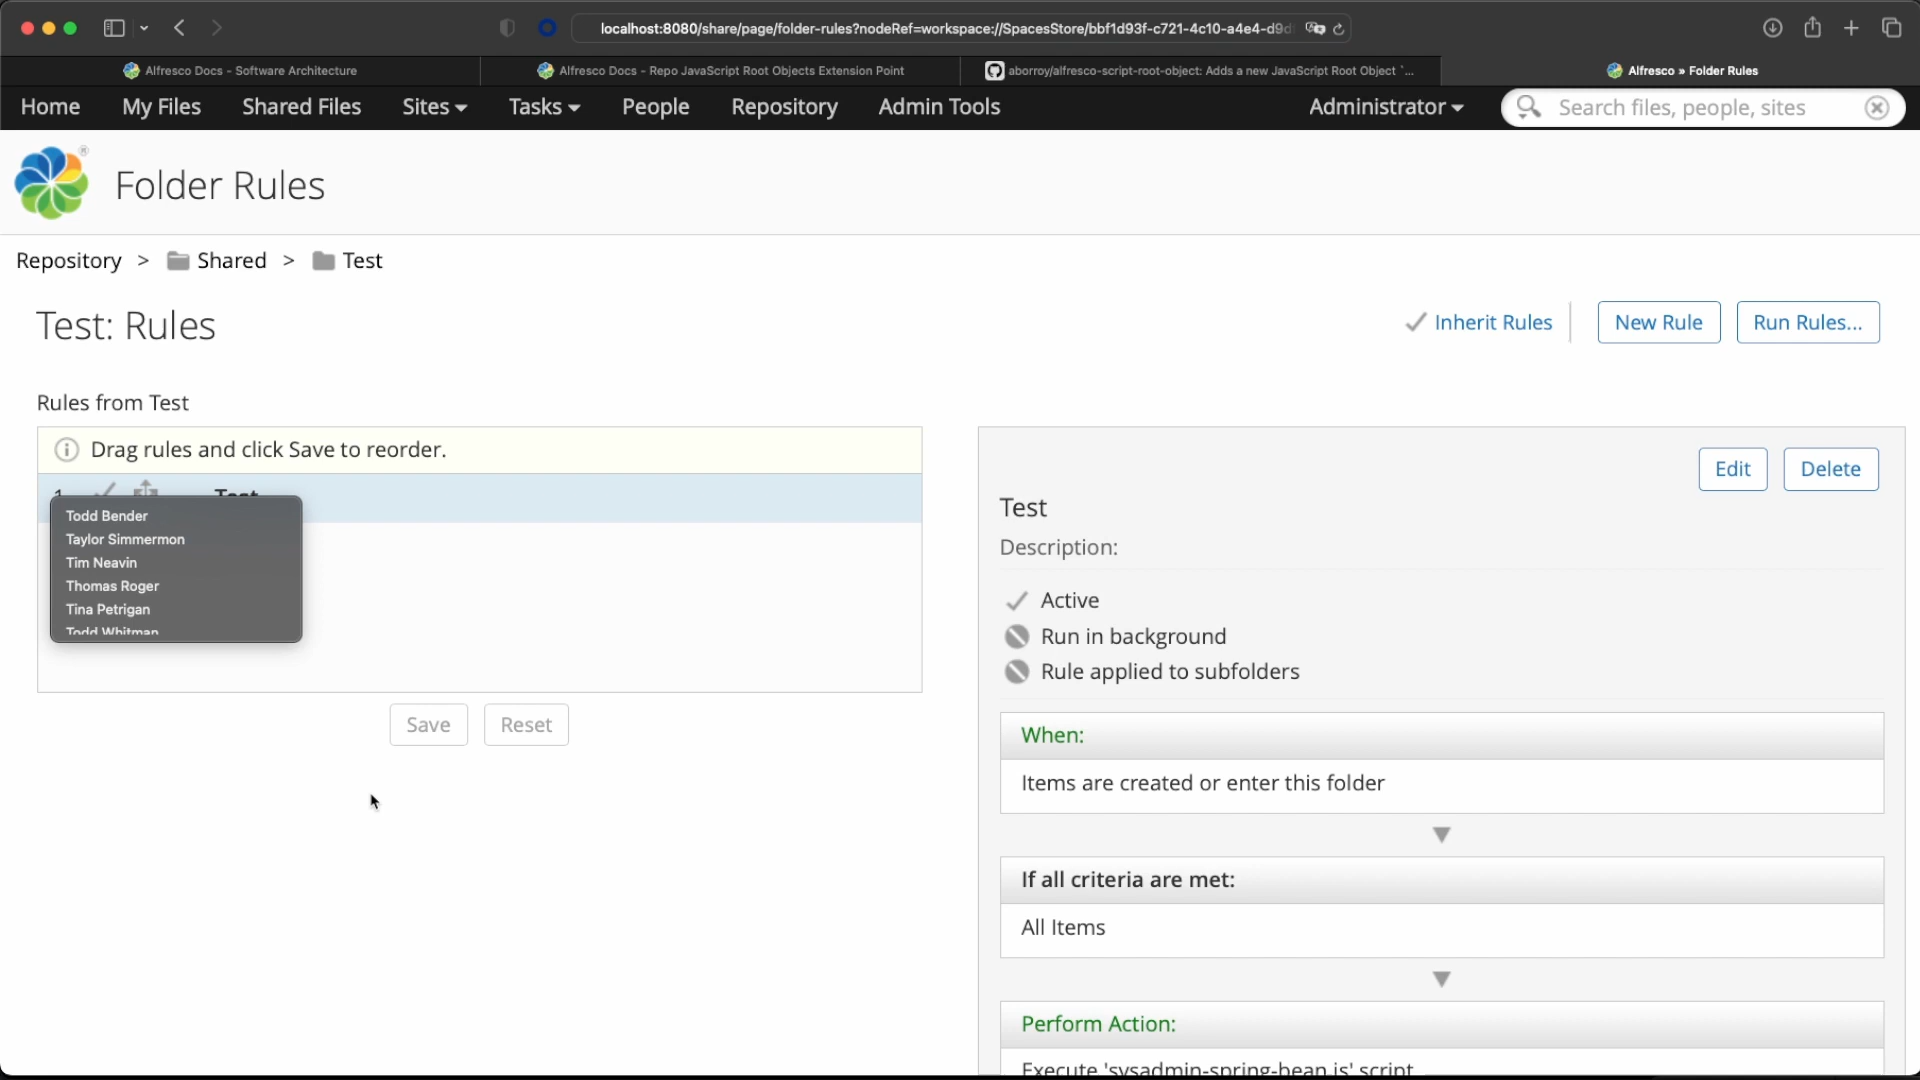 localhost:8080/share/page/folder-rules?nodeRef=workspace://SpacesStore/bbf1d93f-c721-4c10-a4e4-d9d
Alfresco Docs - Software Architecture
Alfresco Docs - Repo JavaScript Root Objects Extension Point
aborroy/alfresco-script-root-object: Adds a new JavaScript Root Object `...
Alfresco » Folder Rules
Home My Files Shared Files Sites Tasks People Repository Admin Tools Administrator Search files, people, sites
Folder Rules
Repository > Shared > Test
Test: Rules
Inherit Rules New Rule Run Rules...
Rules from Test
Drag rules and click Save to reorder.
1 Test
Todd Bender
Taylor Simmermon
Tim Neavin
Thomas Roger
Tina Petrigan
Todd Whitman
Save Reset
Edit Delete
Test
Description:
Active
Run in background
Rule applied to subfolders
When:
Items are created or enter this folder
If all criteria are met:
All Items
Perform Action:
Execute 'sysadmin-spring-bean.js' script